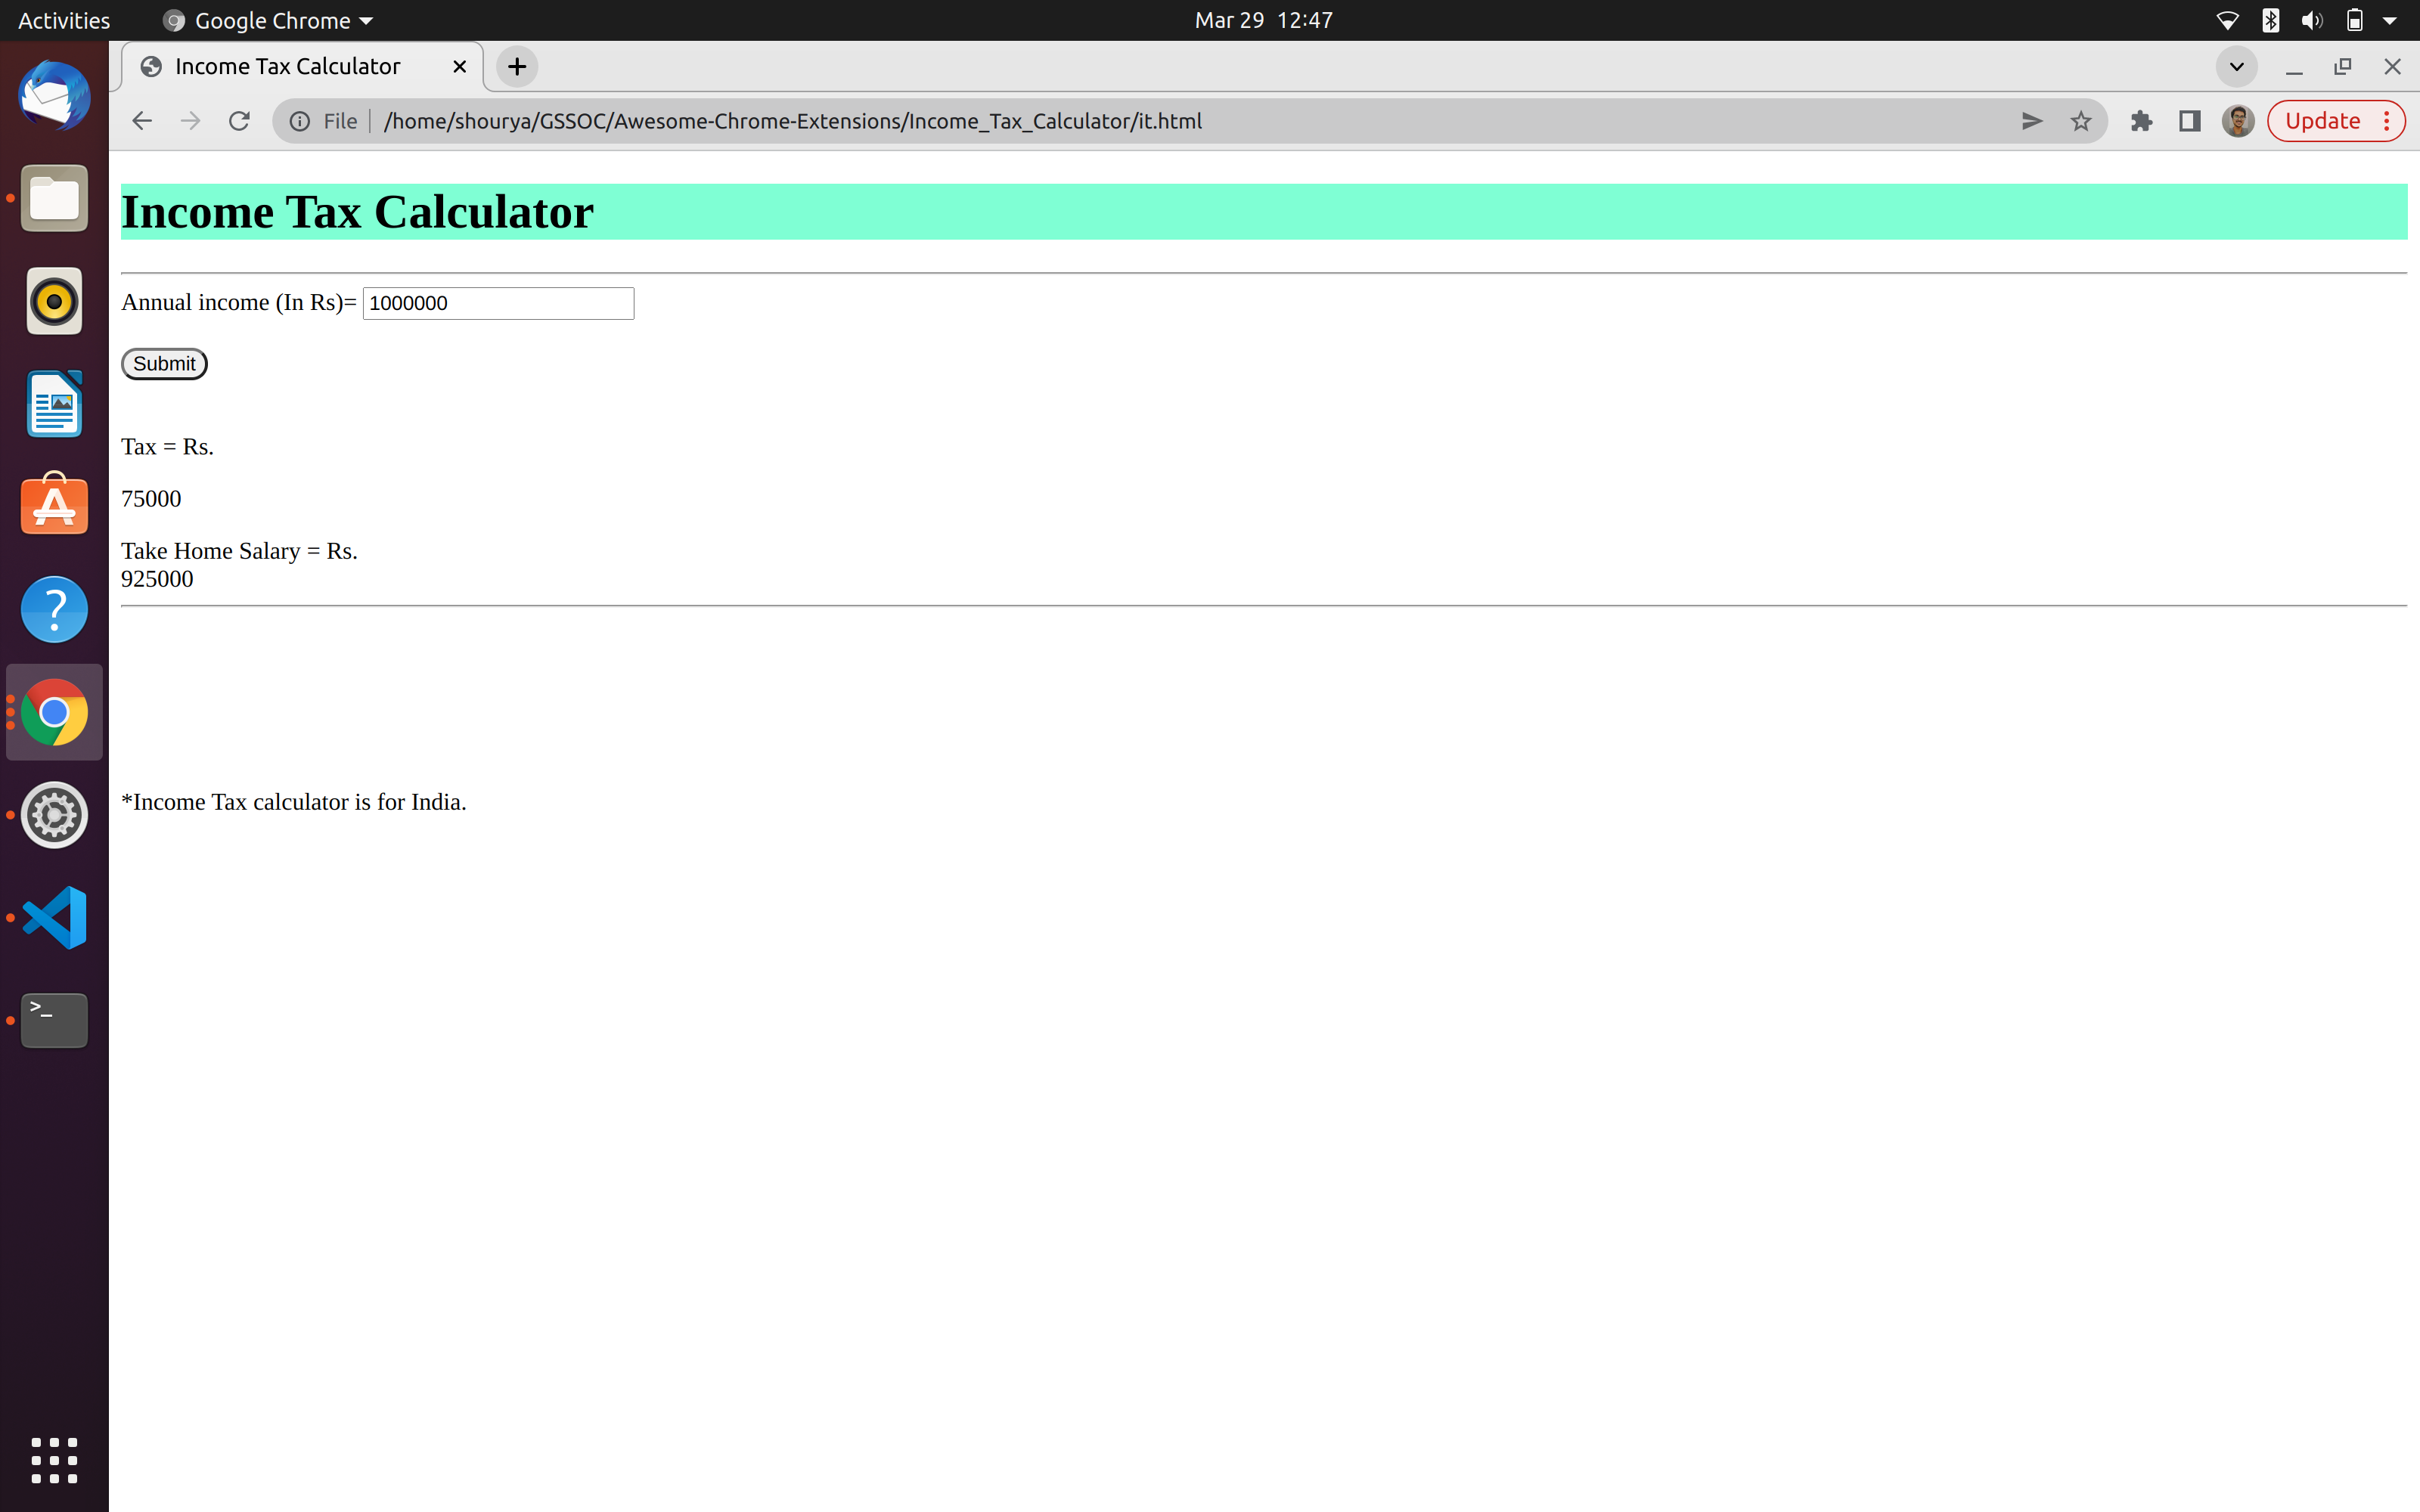 Activities
Google Chrome
Mar 29 12:47
Income Tax Calculator
File
/home/shourya/GSSOC/Awesome-Chrome-Extensions/Income_Tax_Calculator/it.html
Update
Income Tax Calculator
Annual income (In Rs)= 1000000
Submit
Tax = Rs.
75000
Take Home Salary = Rs.
925000
*Income Tax calculator is for India.